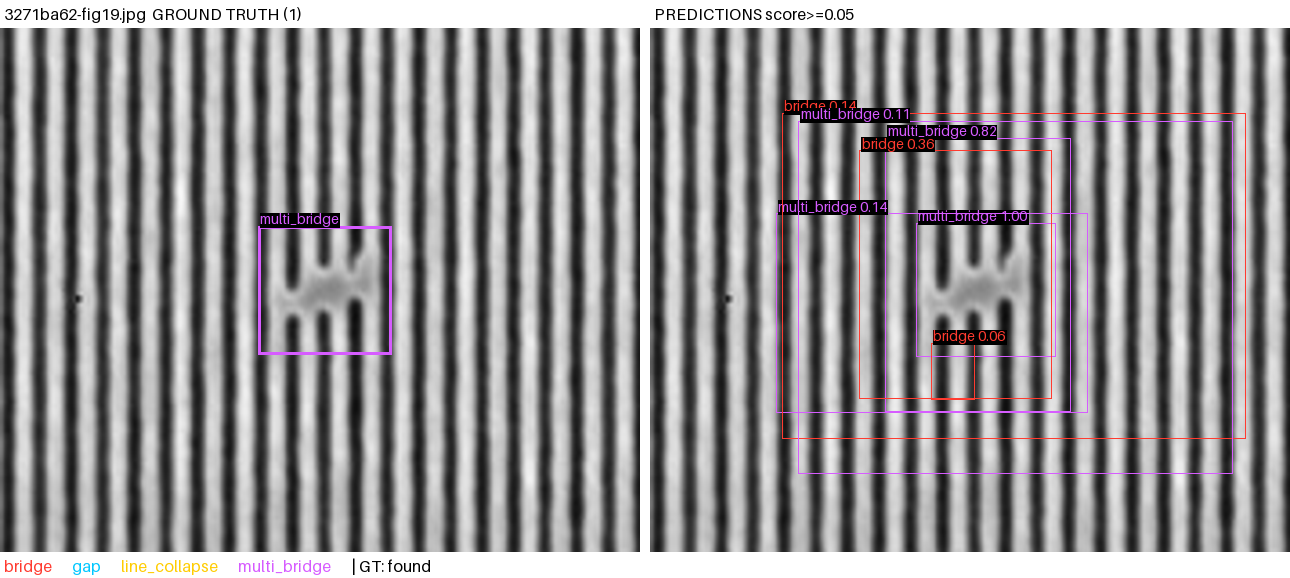 3271ba62-fig19.jpg GROUND TRUTH (1)
PREDICTIONS score>=0.05
multi_bridge
bridge 0.14
multi_bridge 0.11
multi_bridge 0.82
bridge 0.36
multi_bridge 0.14
multi_bridge 1.00
bridge 0.06
bridge gap line_collapse multi_bridge | GT: found